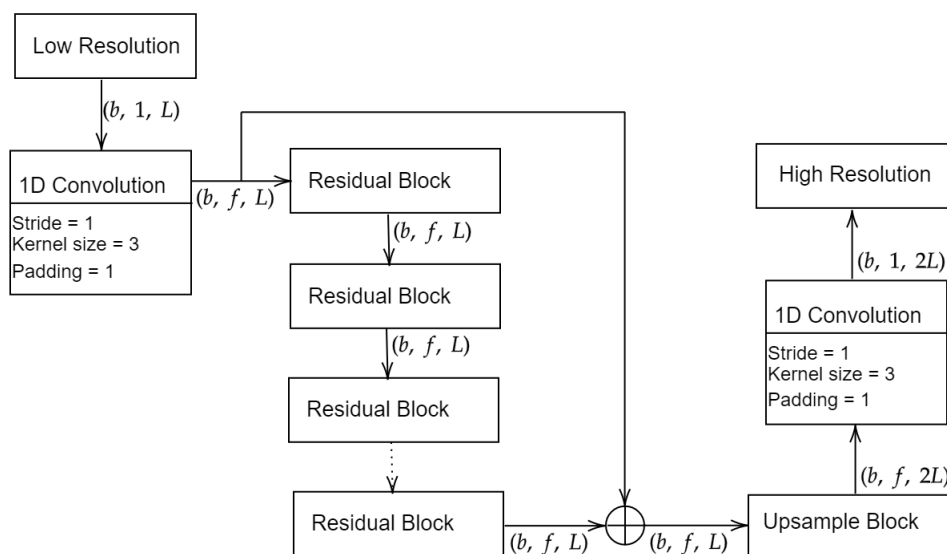 Low Resolution
(b, 1, L)
1D Convolution
Stride = 1
Kernel size = 3
Padding = 1
(b, f, L)
Residual Block
(b, f, L)
Residual Block
(b, f, L)
Residual Block
Residual Block
(b, f, L)
(b, f, L)
Upsample Block
(b, f, 2L)
1D Convolution
Stride = 1
Kernel size = 3
Padding = 1
(b, 1, 2L)
High Resolution